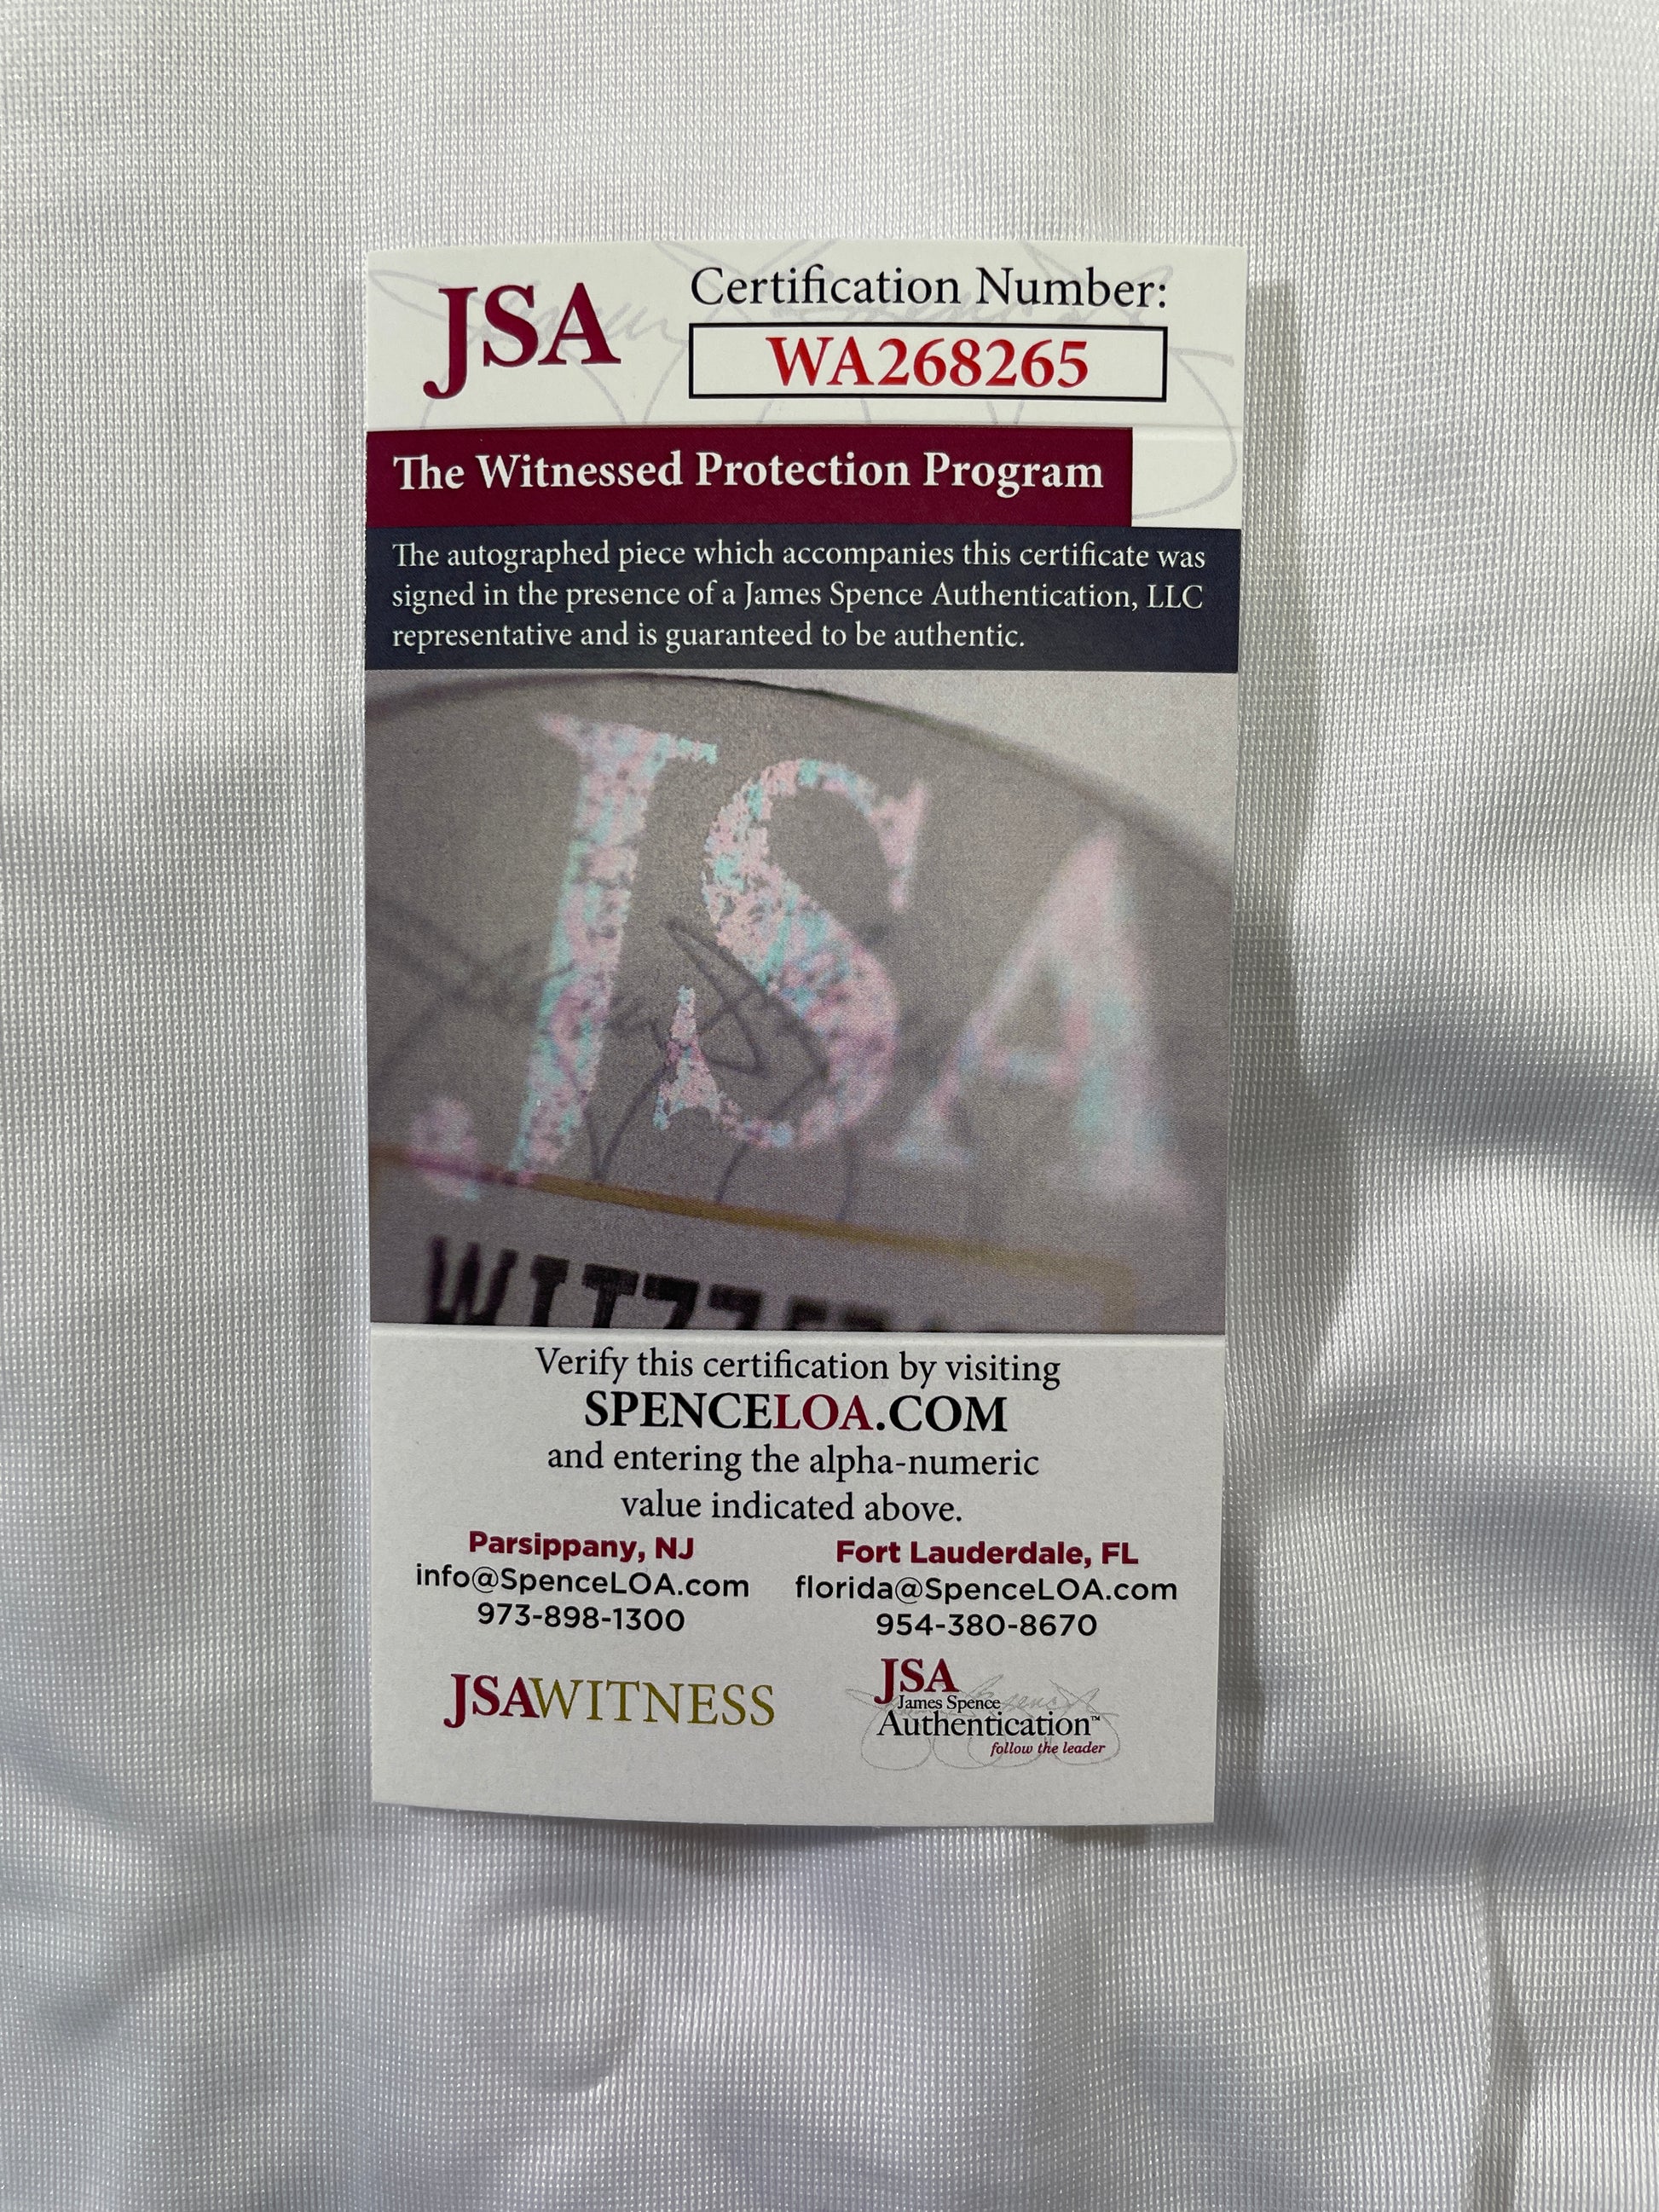 JSA
Certification Number:
WA268265
The Witnessed Protection Program
The autographed piece which accompanies this certificate was
signed in the presence of a James Spence Authentication, LLC
representative and is guaranteed to be authentic.
JSA
Verify this certification by visiting
SPENCELOA.COM
and entering the alpha-numeric
value indicated above.
Parsippany, NJ
info@SpenceLOA.com
973-898-1300
Fort Lauderdale, FL
florida@SpenceLOA.com
954-380-8670
JSAWITNESS
JSA
James Spence
Authentication™
follow the leader